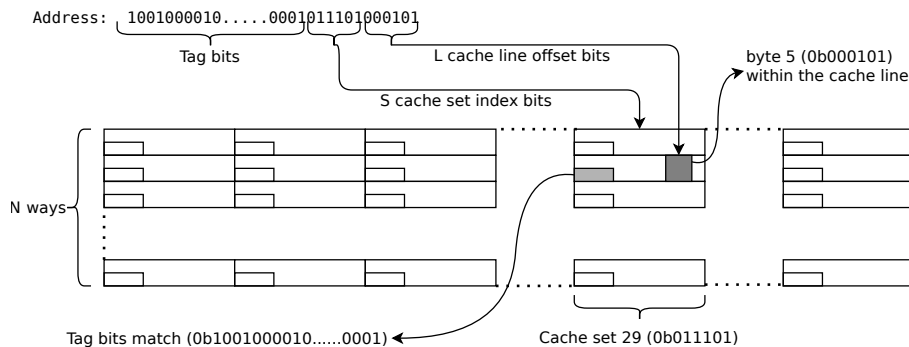 Address: 1001000010.....0001011101000101
Tag bits
L cache line offset bits
byte 5 (0b000101)
within the cache line
S cache set index bits
N ways
Tag bits match (0b1001000010......0001)
Cache set 29 (0b011101)